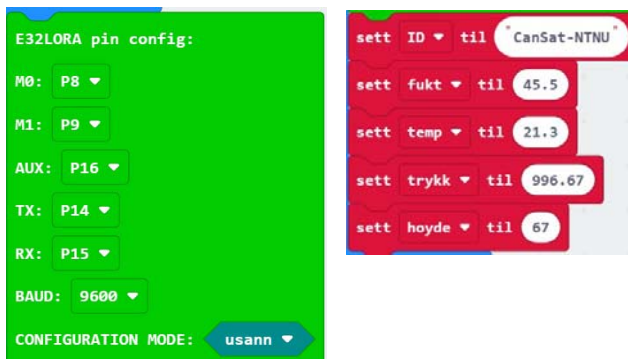 E32LORA pin config:
M0: P8
M1: P9
AUX: P16
TX: P14
RX: P15
BAUD: 9600
CONFIGURATION MODE: usann
sett ID til "CanSat-NTNU"
sett fukt til 45.5
sett temp til 21.3
sett trykk til 996.67
sett hoyde til 67